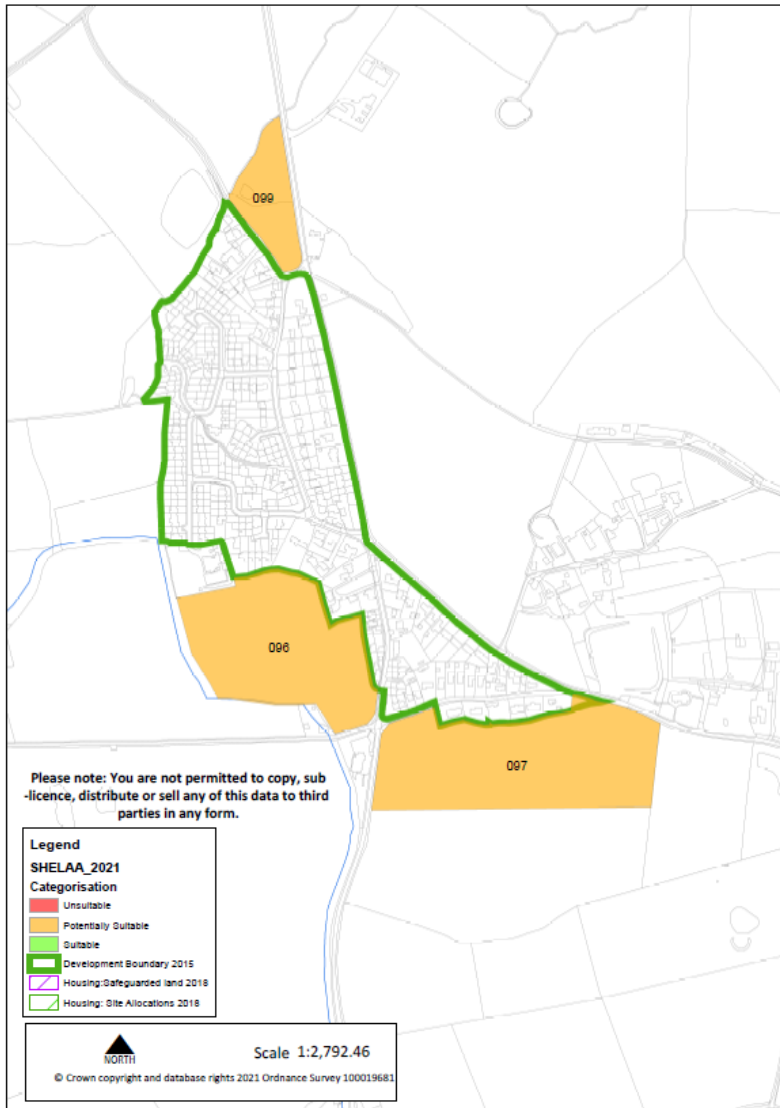 099
096
097
Please note: You are not permitted to copy, sub
-licence, distribute or sell any of this data to third
parties in any form.
Legend
SHELAA_2021
Categorisation
Unsuitable
Potentially Suitable
Suitable
Development Boundary 2015
Housing:Safeguarded land 2018
Housing: Site Allocations 2018
NORTH
Scale 1:2,792.46
© Crown copyright and database rights 2021 Ordnance Survey 100019681